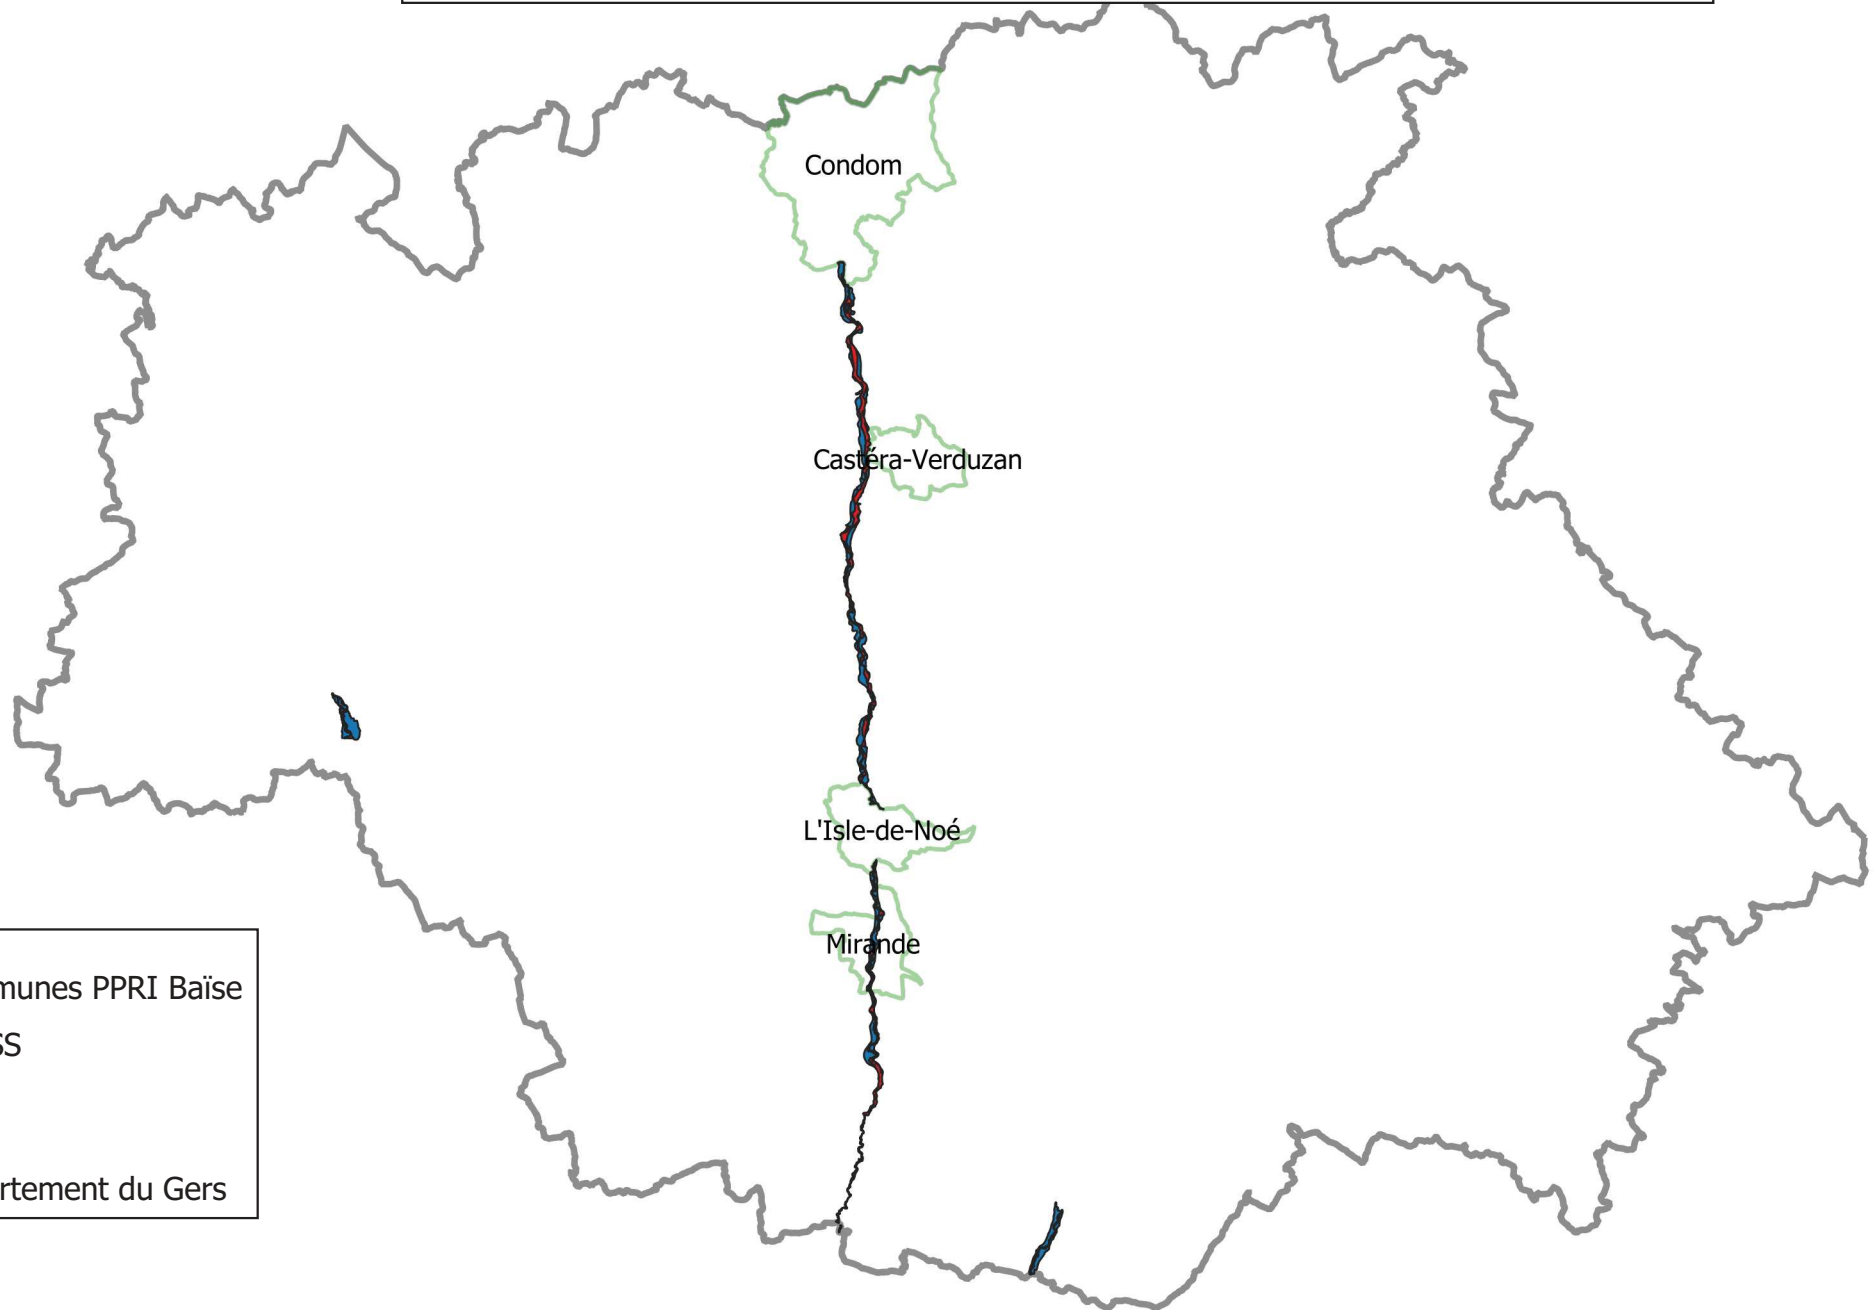 Condom
Castéra-Verduzan
L'Isle-de-Noé
Mirande
munes PPRI Baïse
SS
rtement du Gers